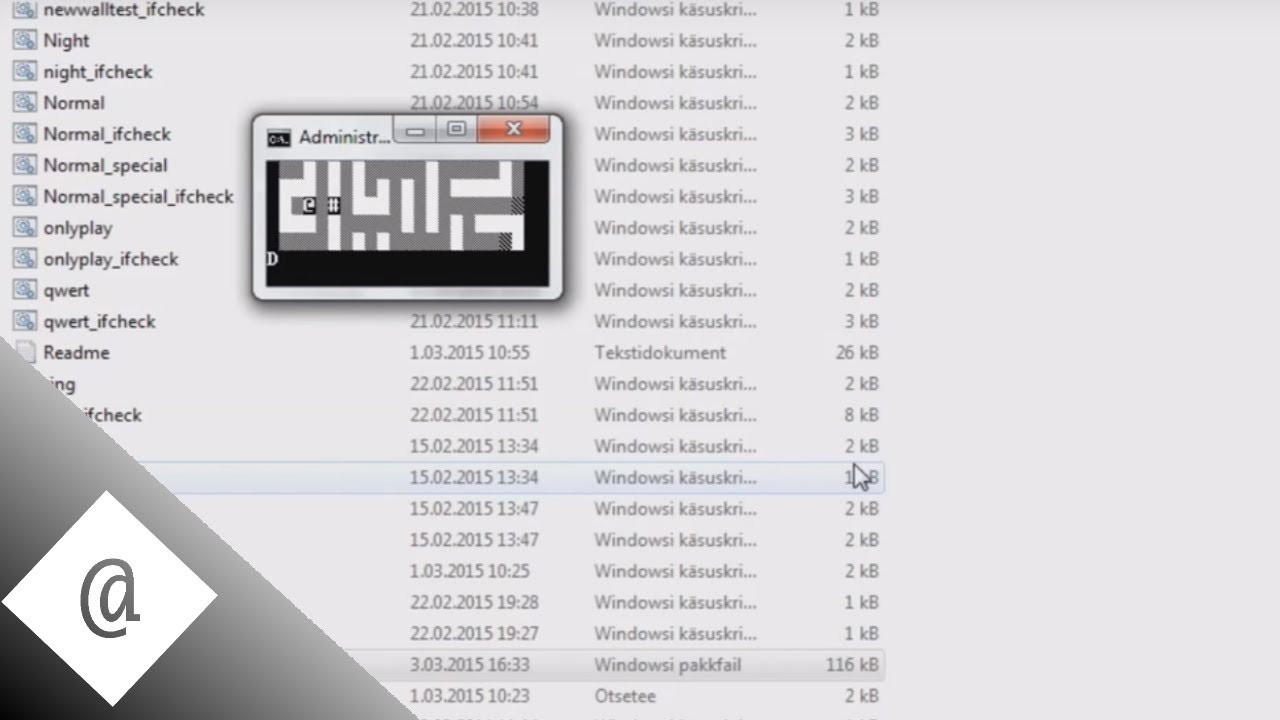 newwalltest_ifcheck 21.02.2015 10:38 Windowsi käsuskri... 1 kB
Night 21.02.2015 10:41 Windowsi käsuskri... 2 kB
night_ifcheck 21.02.2015 10:41 Windowsi käsuskri... 1 kB
Normal 21.02.2015 10:54 Windowsi käsuskri... 2 kB
Normal_ifcheck Windowsi käsuskri... 3 kB
Administr...
Normal_special Windowsi käsuskri... 2 kB
Normal_special_ifcheck Windowsi käsuskri... 3 kB
@ #
onlyplay Windowsi käsuskri... 2 kB
onlyplay_ifcheck Windowsi käsuskri... 1 kB
D
qwert Windowsi käsuskri... 2 kB
qwert_ifcheck 21.02.2015 11:11 Windowsi käsuskri... 3 kB
Readme 1.03.2015 10:55 Tekstidokument 26 kB
ing 22.02.2015 11:51 Windowsi käsuskri... 2 kB
ifcheck 22.02.2015 11:51 Windowsi käsuskri... 8 kB
15.02.2015 13:34 Windowsi käsuskri... 2 kB
15.02.2015 13:34 Windowsi käsuskri... 1 kB
15.02.2015 13:47 Windowsi käsuskri... 2 kB
15.02.2015 13:47 Windowsi käsuskri... 2 kB
1.03.2015 10:25 Windowsi käsuskri... 2 kB
22.02.2015 19:28 Windowsi käsuskri... 1 kB
22.02.2015 19:27 Windowsi käsuskri... 1 kB
3.03.2015 16:33 Windowsi pakkfail 116 kB
1.03.2015 10:23 Otsetee 2 kB
@